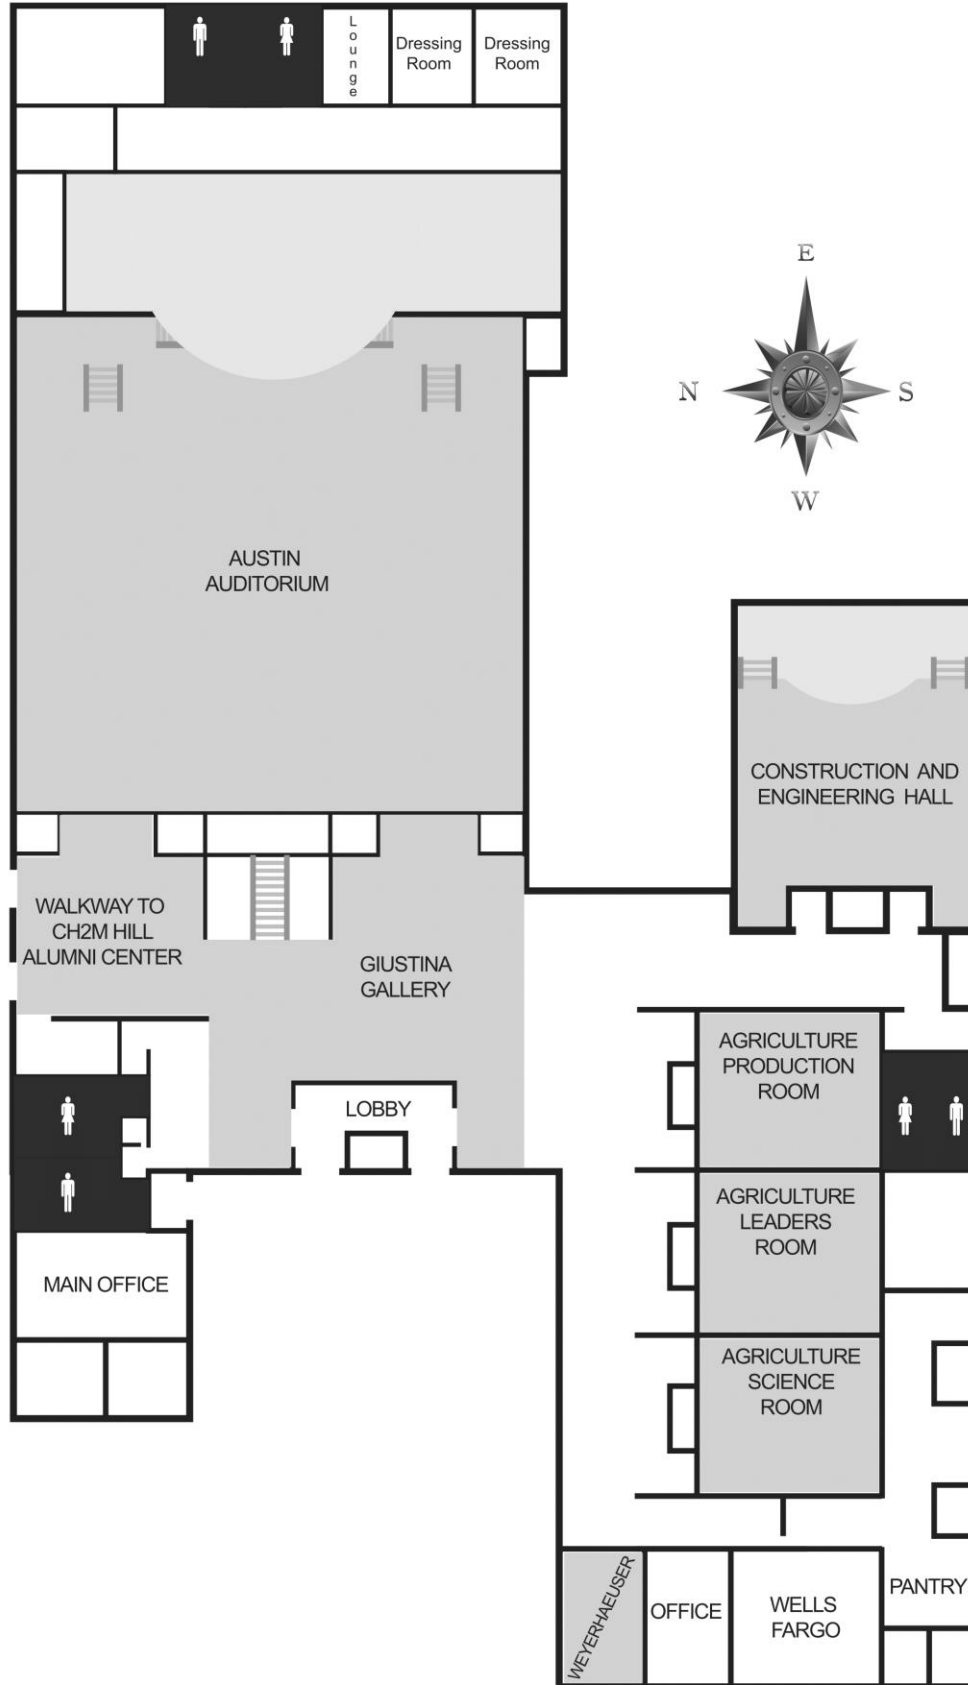 Lounge
Dressing
Room
Dressing
Room
E
N
S
W
AUSTIN
AUDITORIUM
CONSTRUCTION AND
ENGINEERING HALL
WALKWAY TO
CH2M HILL
ALUMNI CENTER
GIUSTINA
GALLERY
AGRICULTURE
PRODUCTION
ROOM
LOBBY
AGRICULTURE
LEADERS
ROOM
MAIN OFFICE
AGRICULTURE
SCIENCE
ROOM
WEYERHAEUSER
OFFICE
WELLS
FARGO
PANTRY